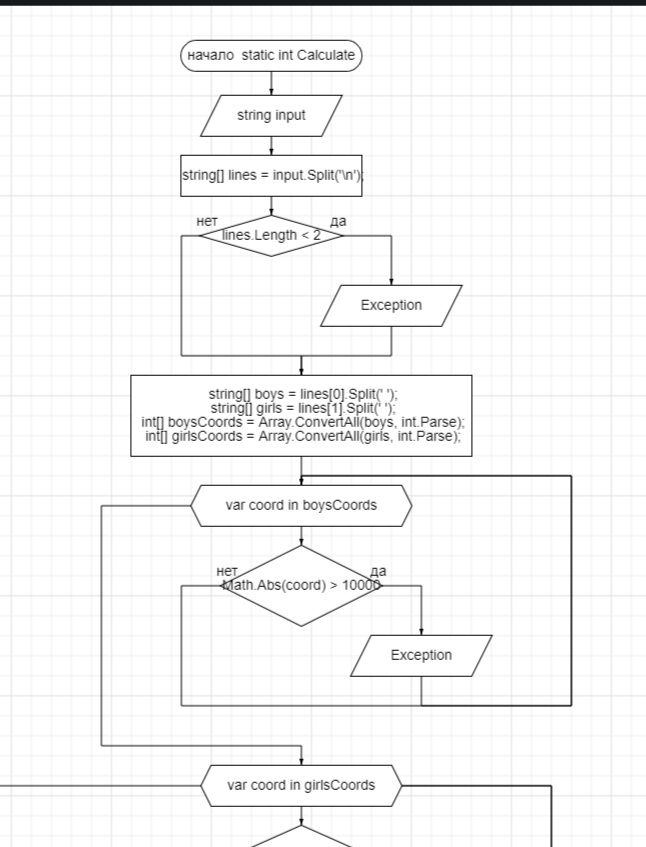 начало static int Calculate
string input
string[] lines = input.Split('\n');
нет
да
lines.Length < 2
Exception
string[] boys = lines[0].Split(' ');
string[] girls = lines[1].Split(' ');
int[] boysCoords = Array.ConvertAll(boys, int.Parse);
int[] girlsCoords = Array.ConvertAll(girls, int.Parse);
var coord in boysCoords
нет
да
Math.Abs(coord) > 10000
Exception
var coord in girlsCoords